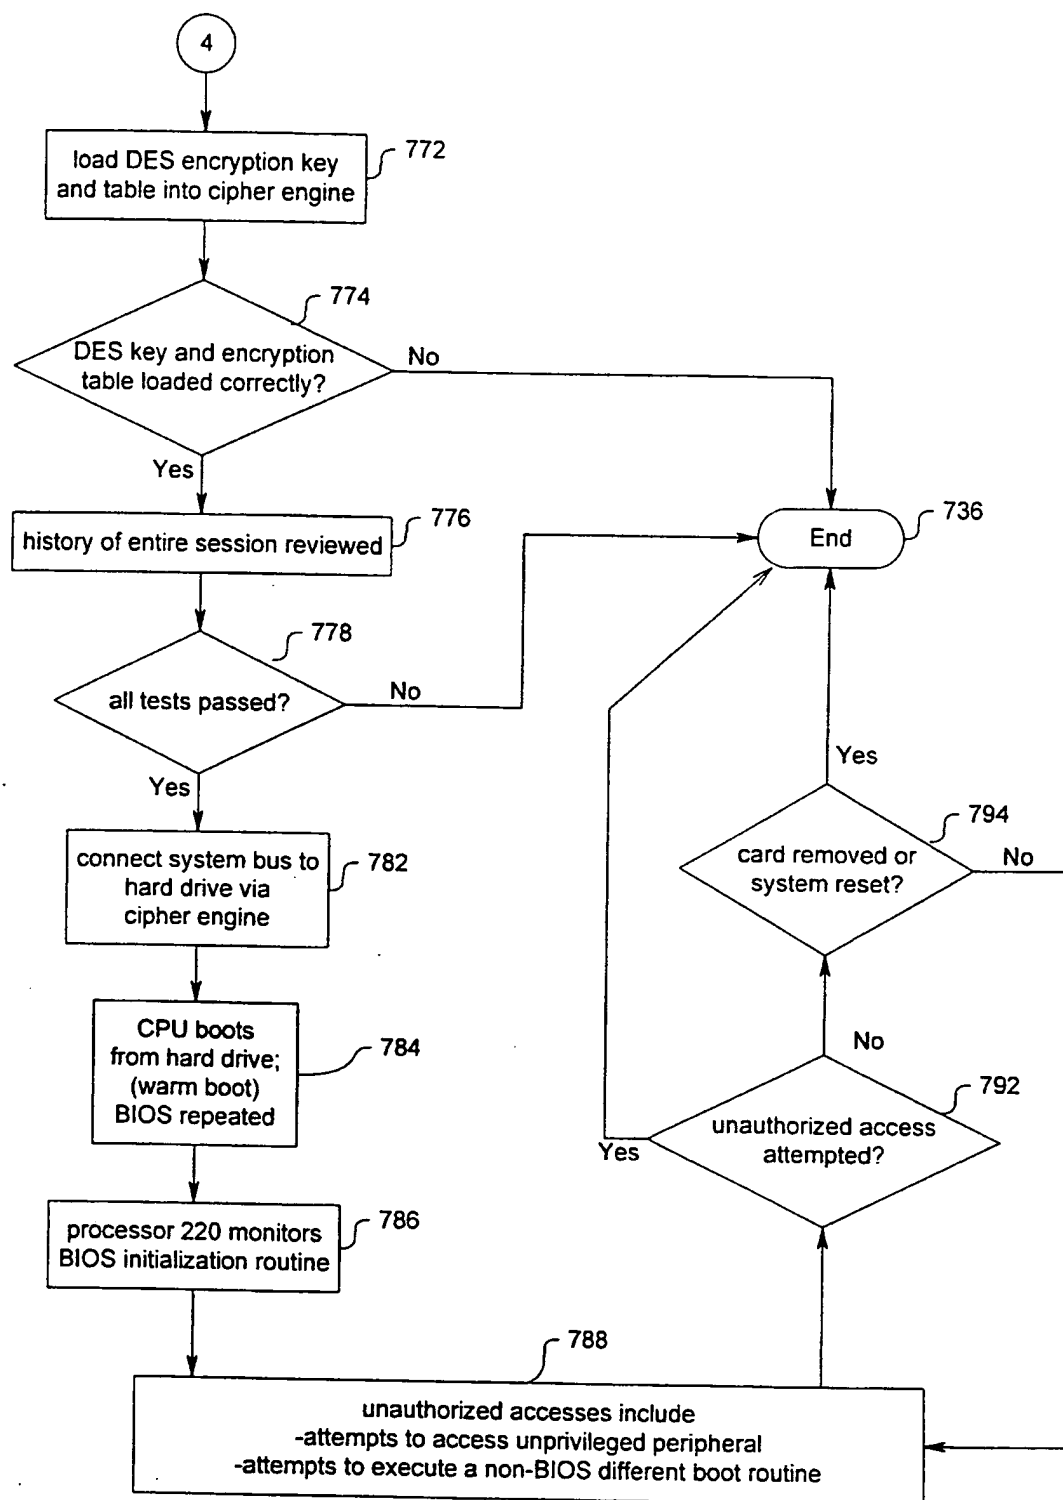 4
load DES encryption key
and table into cipher engine
772
774
DES key and encryption
table loaded correctly?
No
Yes
history of entire session reviewed
776
End
736
778
all tests passed?
No
Yes
connect system bus to
hard drive via
cipher engine
782
CPU boots
from hard drive;
(warm boot)
BIOS repeated
784
processor 220 monitors
BIOS initialization routine
786
788
unauthorized accesses include
-attempts to access unprivileged peripheral
-attempts to execute a non-BIOS different boot routine
792
unauthorized access
attempted?
Yes
No
794
card removed or
system reset?
No
Yes